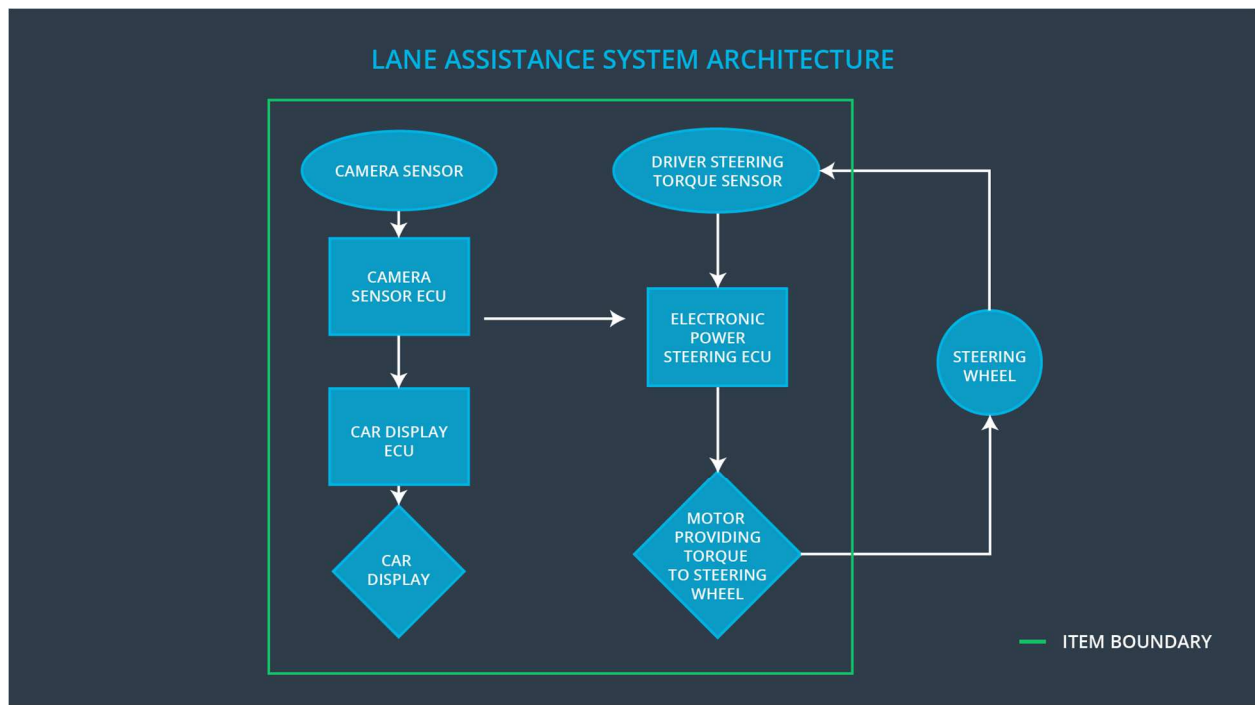 LANE ASSISTANCE SYSTEM ARCHITECTURE
CAMERA SENSOR
CAMERA
SENSOR ECU
CAR DISPLAY
ECU
CAR
DISPLAY
DRIVER STEERING
TORQUE SENSOR
ELECTRONIC
POWER
STEERING ECU
MOTOR
PROVIDING
TORQUE
TO STEERING
WHEEL
STEERING
WHEEL
ITEM BOUNDARY